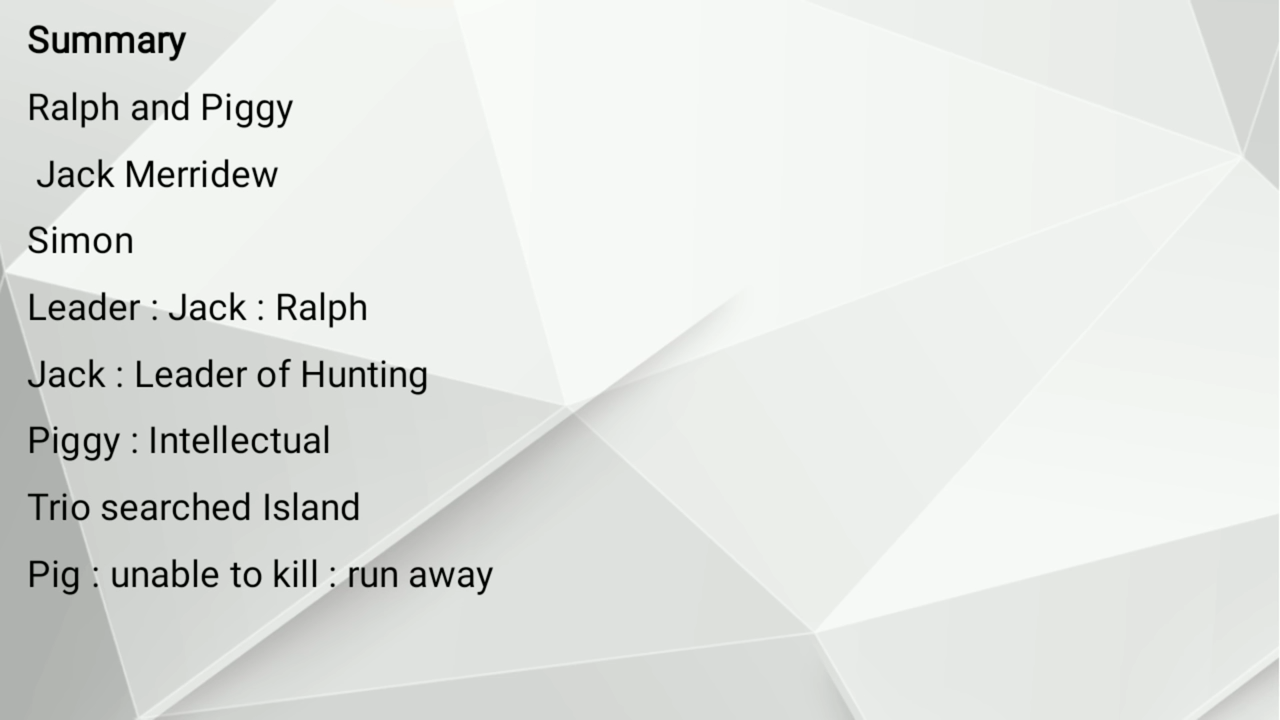 Summary
Ralph and Piggy
Jack Merridew
Simon
Leader : Jack : Ralph
Jack : Leader of Hunting
Piggy : Intellectual
Trio searched Island
Pig : unable to kill : run away